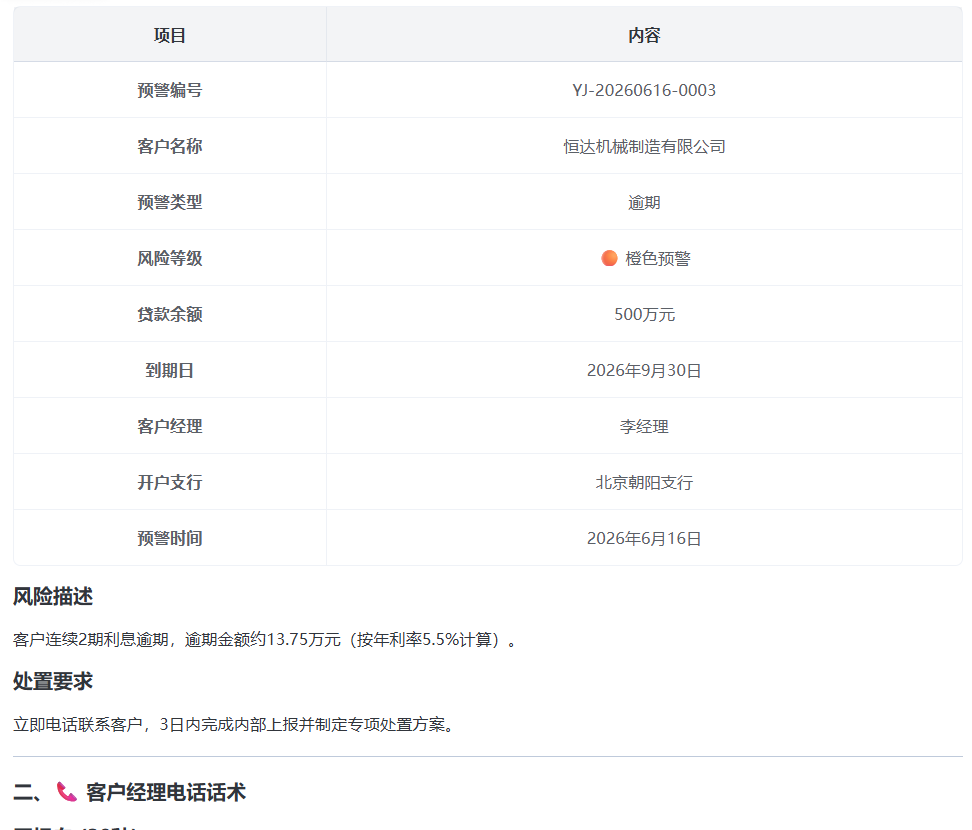 项目 内容
预警编号 YJ-20260616-0003
客户名称 恒达机械制造有限公司
预警类型 逾期
风险等级 橙色预警
贷款余额 500万元
到期日 2026年9月30日
客户经理 李经理
开户支行 北京朝阳支行
预警时间 2026年6月16日
风险描述
客户连续2期利息逾期，逾期金额约13.75万元（按年利率5.5%计算）。
处置要求
立即电话联系客户，3日内完成内部上报并制定专项处置方案。
二、 客户经理电话话术